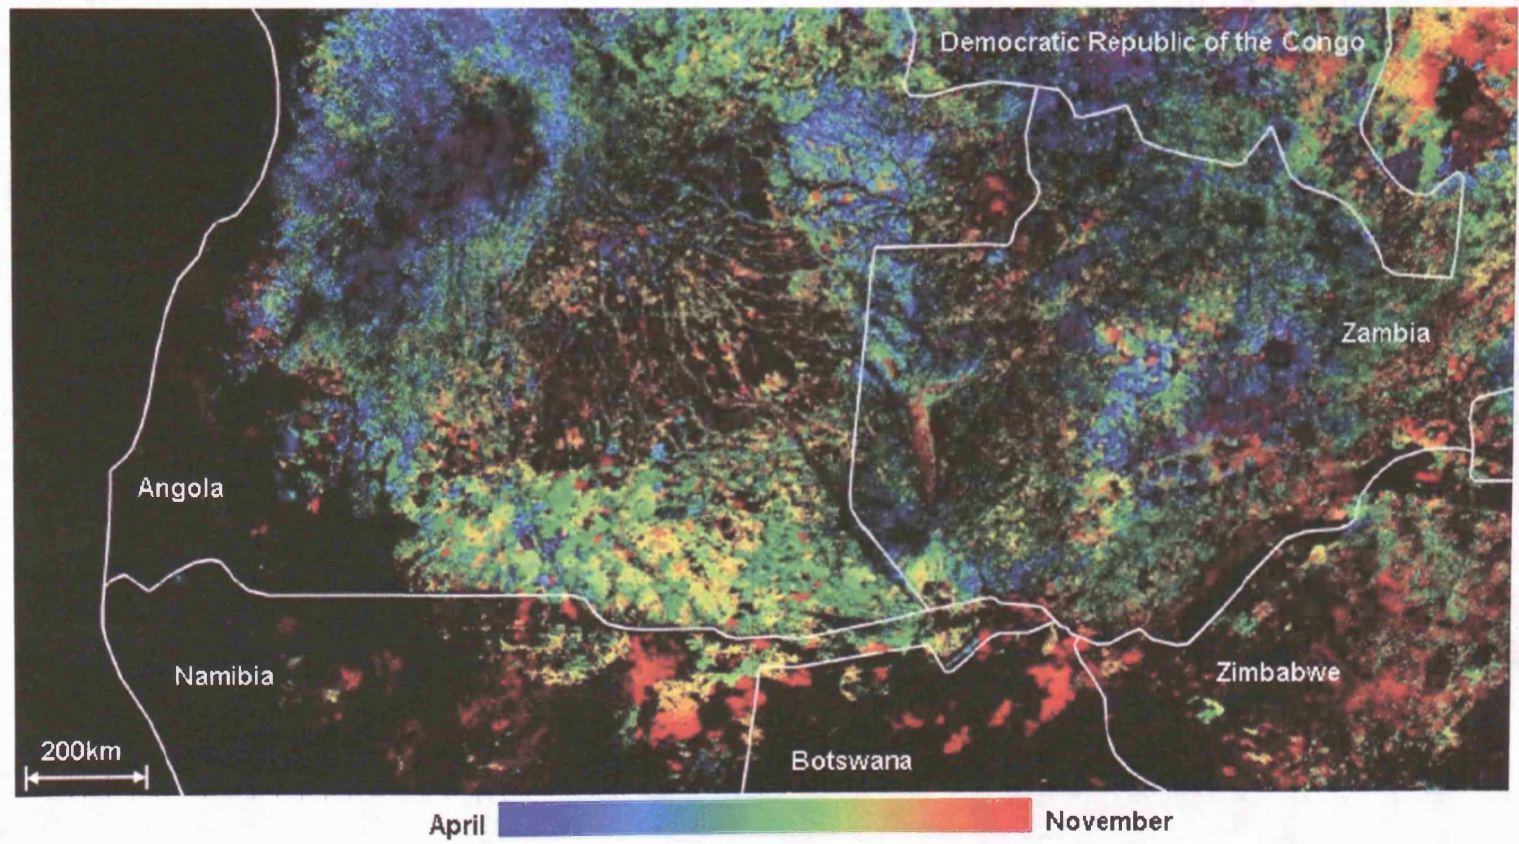 Democratic Republic of the Congo
Zambia
Angola
Namibia
Zimbabwe
200km
Botswana
April
November